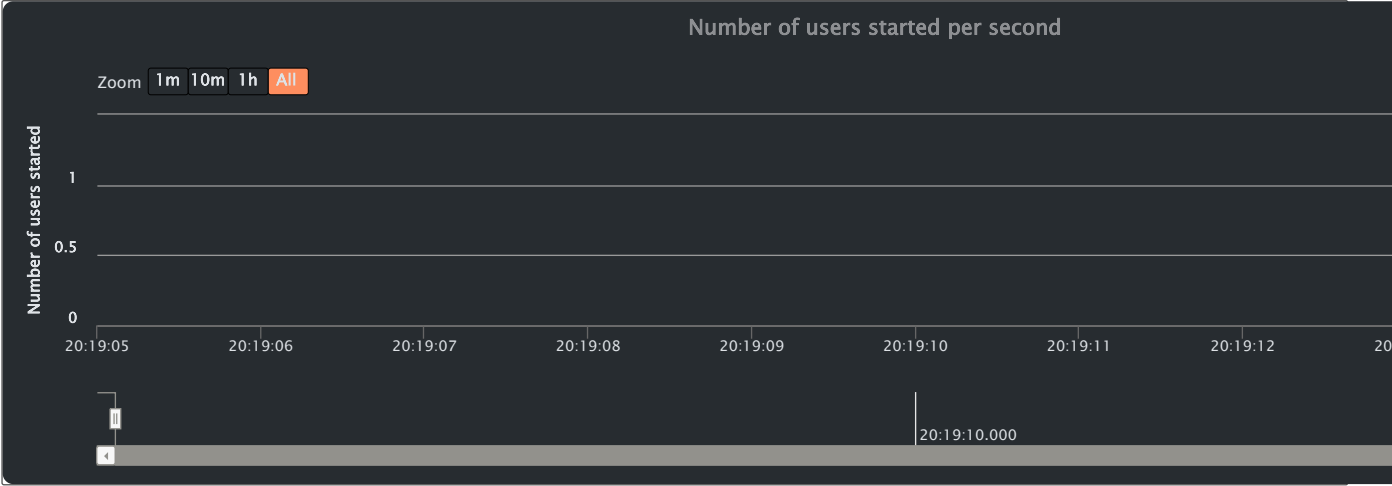 Number of users started per second
Zoom 1m 10m 1h All
Number of users started
1
0.5
0
20:19:05 20:19:06 20:19:07 20:19:08 20:19:09 20:19:10 20:19:11 20:19:12 20
20:19:10.000